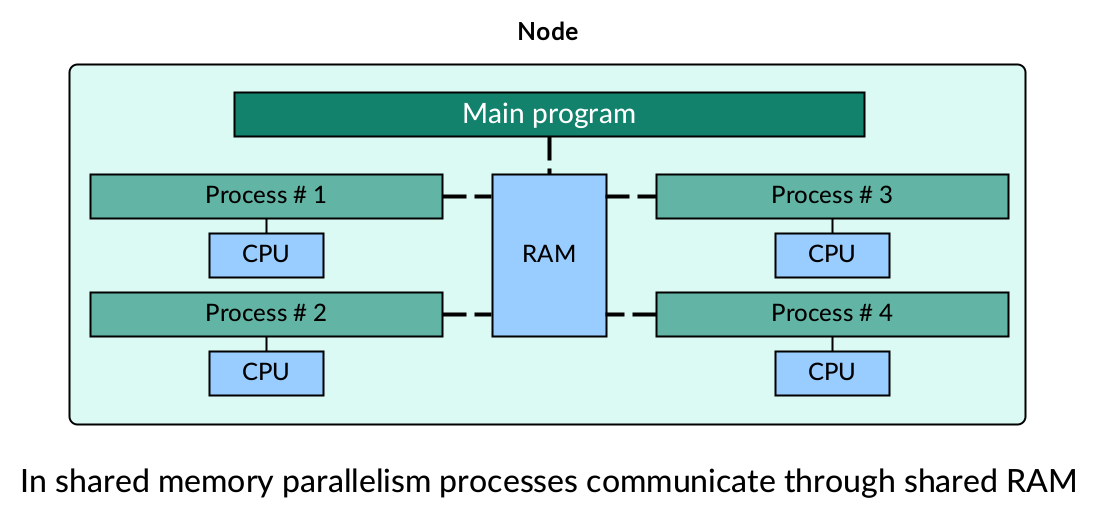 Node
Main program
Process # 1
CPU
Process # 2
CPU
RAM
Process # 3
CPU
Process # 4
CPU
In shared memory parallelism processes communicate through shared RAM